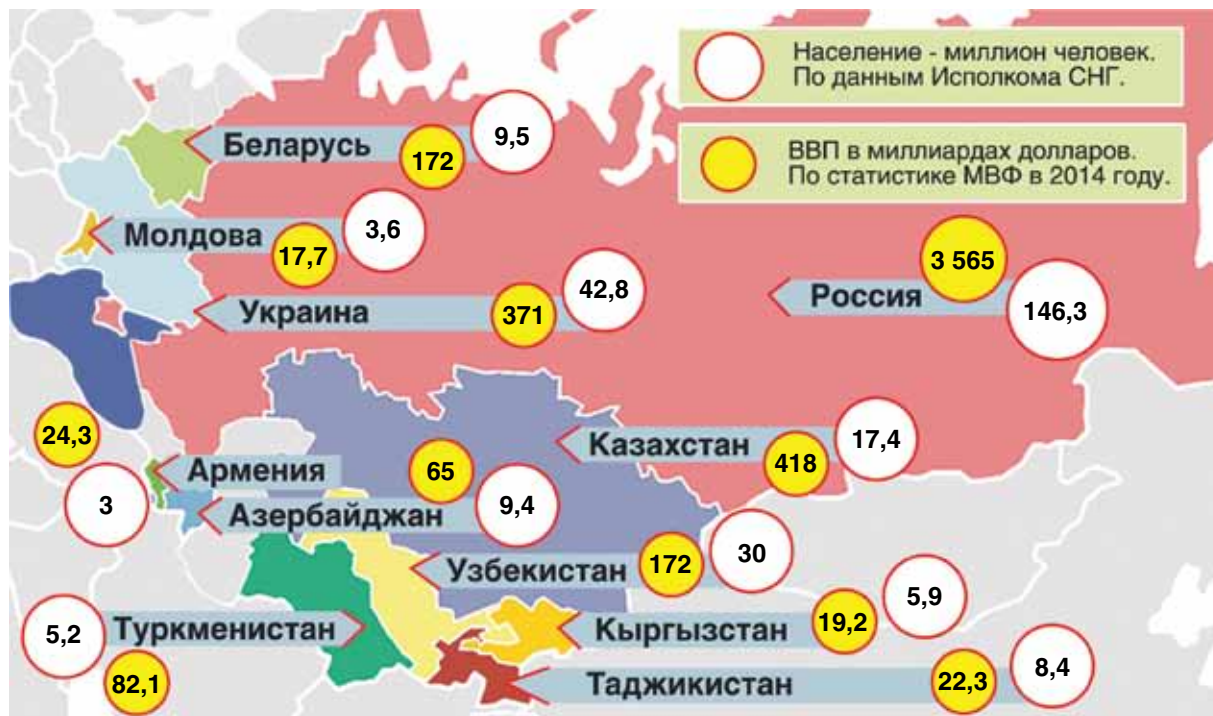 Население - миллион человек.
По данным Исполкома СНГ.
ВВП в миллиардах долларов.
По статистике МВФ в 2014 году.
Беларусь 172 9,5
Молдова 17,7 3,6
Украина 371 42,8
Россия 3 565 146,3
Казахстан 418 17,4
24,3
Армения
3
65
Азербайджан 9,4
Узбекистан 172 30
5,2 Туркменистан
82,1
Кыргызстан 19,2 5,9
Таджикистан 22,3 8,4